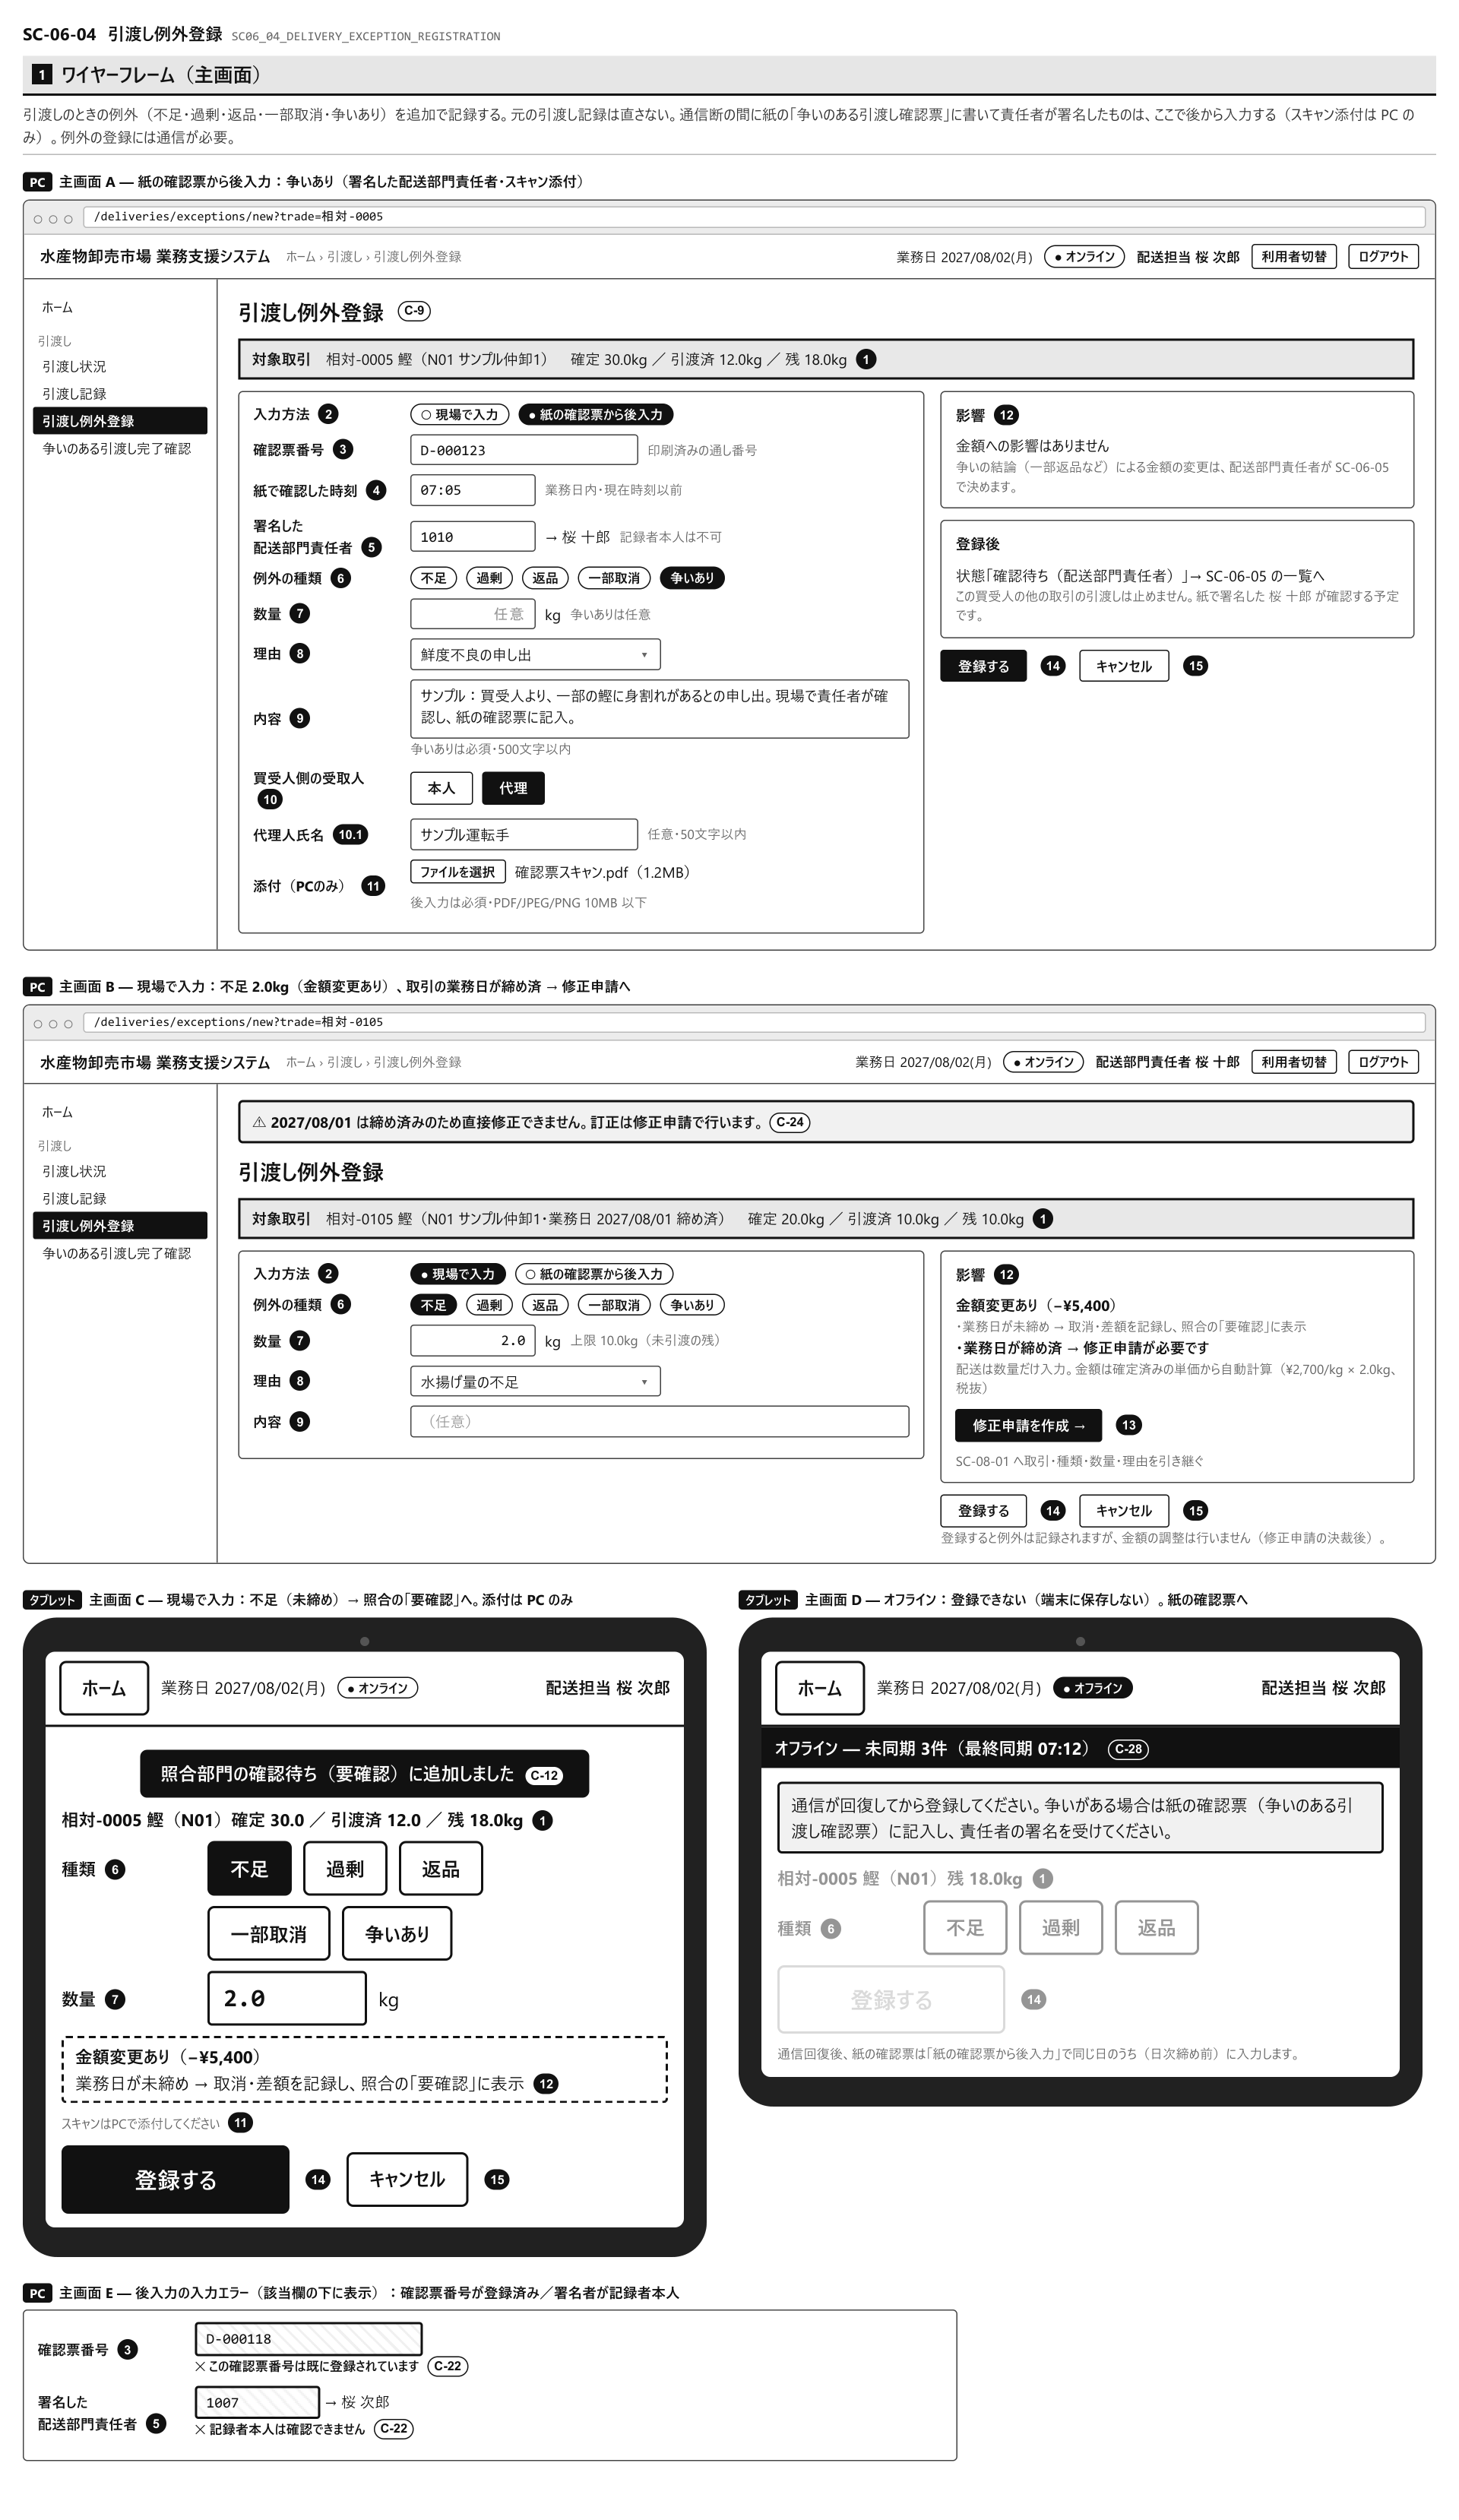 SC-06-04 引渡し例外登録 SC06_04_DELIVERY_EXCEPTION_REGISTRATION
1 ワイヤーフレーム（主画面）
引渡しのときの例外（不足・過剰・返品・一部取消・争いあり）を追加で記録する。元の引渡し記録は直さない。通信断の間に紙の「争いのある引渡し確認票」に書いて責任者が署名したものは、ここで後から入力する（スキャン添付は PC の
み）。例外の登録には通信が必要。
PC 主画面 A — 紙の確認票から後入力：争いあり（署名した配送部門責任者・スキャン添付）
/deliveries/exceptions/new?trade=相対-0005
水産物卸売市場 業務支援システム ホーム › 引渡し › 引渡し例外登録 業務日 2027/08/02(月) ● オンライン 配送担当 桜 次郎 利用者切替 ログアウト
ホーム
引渡し
引渡し状況
引渡し記録
引渡し例外登録
争いのある引渡し完了確認
引渡し例外登録 C-9
対象取引 相対-0005 鰹（N01 サンプル仲卸1） 確定 30.0kg ／ 引渡済 12.0kg ／ 残 18.0kg 1
入力方法 2 ○ 現場で入力 ● 紙の確認票から後入力
確認票番号 3 D-000123 印刷済みの通し番号
紙で確認した時刻 4 07:05 業務日内・現在時刻以前
署名した
配送部門責任者 5 1010 → 桜 十郎 記録者本人は不可
例外の種類 6 不足 過剰 返品 一部取消 争いあり
数量 7 任意 kg 争いありは任意
理由 8 鮮度不良の申し出 ▾
内容 9 サンプル：買受人より、一部の鰹に身割れがあるとの申し出。現場で責任者が確
認し、紙の確認票に記入。
争いありは必須・500文字以内
買受人側の受取人
10 本人 代理
代理人氏名 10.1 サンプル運転手 任意・50文字以内
添付（PCのみ） 11 ファイルを選択 確認票スキャン.pdf（1.2MB）
後入力は必須・PDF/JPEG/PNG 10MB 以下
影響 12
金額への影響はありません
争いの結論（一部返品など）による金額の変更は、配送部門責任者が SC-06-05
で決めます。
登録後
状態「確認待ち（配送部門責任者）」→ SC-06-05 の一覧へ
この買受人の他の取引の引渡しは止めません。紙で署名した 桜 十郎 が確認する予定
です。
登録する 14 キャンセル 15
PC 主画面 B — 現場で入力：不足 2.0kg（金額変更あり）、取引の業務日が締め済 → 修正申請へ
/deliveries/exceptions/new?trade=相対-0105
水産物卸売市場 業務支援システム ホーム › 引渡し › 引渡し例外登録 業務日 2027/08/02(月) ● オンライン 配送部門責任者 桜 十郎 利用者切替 ログアウト
ホーム
引渡し
引渡し状況
引渡し記録
引渡し例外登録
争いのある引渡し完了確認
⚠ 2027/08/01 は締め済みのため直接修正できません。訂正は修正申請で行います。 C-24
引渡し例外登録
対象取引 相対-0105 鰹（N01 サンプル仲卸1・業務日 2027/08/01 締め済） 確定 20.0kg ／ 引渡済 10.0kg ／ 残 10.0kg 1
入力方法 2 ● 現場で入力 ○ 紙の確認票から後入力
例外の種類 6 不足 過剰 返品 一部取消 争いあり
数量 7 2.0 kg 上限 10.0kg（未引渡の残）
理由 8 水揚げ量の不足 ▾
内容 9 （任意）
影響 12
金額変更あり（−¥5,400）
・業務日が未締め → 取消・差額を記録し、照合の「要確認」に表示
・業務日が締め済 → 修正申請が必要です
配送は数量だけ入力。金額は確定済みの単価から自動計算（¥2,700/kg × 2.0kg、
税抜）
修正申請を作成 → 13
SC-08-01 へ取引・種類・数量・理由を引き継ぐ
登録する 14 キャンセル 15
登録すると例外は記録されますが、金額の調整は行いません（修正申請の決裁後）。
タブレット 主画面 C — 現場で入力：不足（未締め）→ 照合の「要確認」へ。添付は PC のみ
ホーム 業務日 2027/08/02(月) ● オンライン 配送担当 桜 次郎
照合部門の確認待ち（要確認）に追加しました C-12
相対-0005 鰹（N01）確定 30.0 ／ 引渡済 12.0 ／ 残 18.0kg 1
種類 6 不足 過剰 返品
一部取消 争いあり
数量 7 2.0 kg
金額変更あり（−¥5,400）
業務日が未締め → 取消・差額を記録し、照合の「要確認」に表示 12
スキャンはPCで添付してください 11
登録する 14 キャンセル 15
タブレット 主画面 D — オフライン：登録できない（端末に保存しない）。紙の確認票へ
ホーム 業務日 2027/08/02(月) ● オフライン 配送担当 桜 次郎
オフライン — 未同期 3件（最終同期 07:12） C-28
通信が回復してから登録してください。争いがある場合は紙の確認票（争いのある引
渡し確認票）に記入し、責任者の署名を受けてください。
相対-0005 鰹（N01）残 18.0kg 1
種類 6 不足 過剰 返品
登録する 14
通信回復後、紙の確認票は「紙の確認票から後入力」で同じ日のうち（日次締め前）に入力します。
PC 主画面 E — 後入力の入力エラー（該当欄の下に表示）：確認票番号が登録済み／署名者が記録者本人
確認票番号 3 D-000118
× この確認票番号は既に登録されています C-22
署名した
配送部門責任者 5 1007 → 桜 次郎
× 記録者本人は確認できません C-22